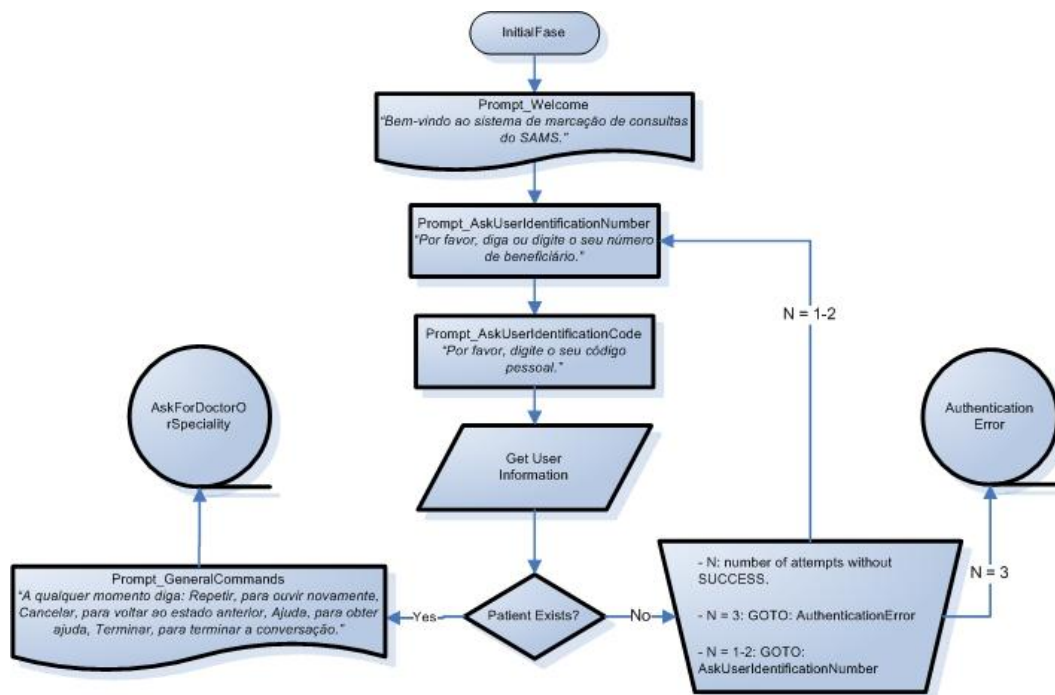 InitialFase
Prompt_Welcome
"Bem-vindo ao sistema de marcação de consultas
do SAMS."
Prompt_AskUserIdentificationNumber
"Por favor, diga ou digite o seu número
de beneficiário."
N = 1-2
Prompt_AskUserIdentificationCode
"Por favor, digite o seu código
pessoal."
AskForDoctorO
rSpeciality
Authentication
Error
Get User
Information
Prompt_GeneralCommands
"A qualquer momento diga: Repetir, para ouvir novamente,
Cancelar, para voltar ao estado anterior, Ajuda, para obter
ajuda, Terminar, para terminar a conversação."
Yes
Patient Exists?
No
- N: number of attempts without
SUCCESS.
- N = 3: GOTO: AuthenticationError
- N = 1-2: GOTO:
AskUserIdentificationNumber
N = 3